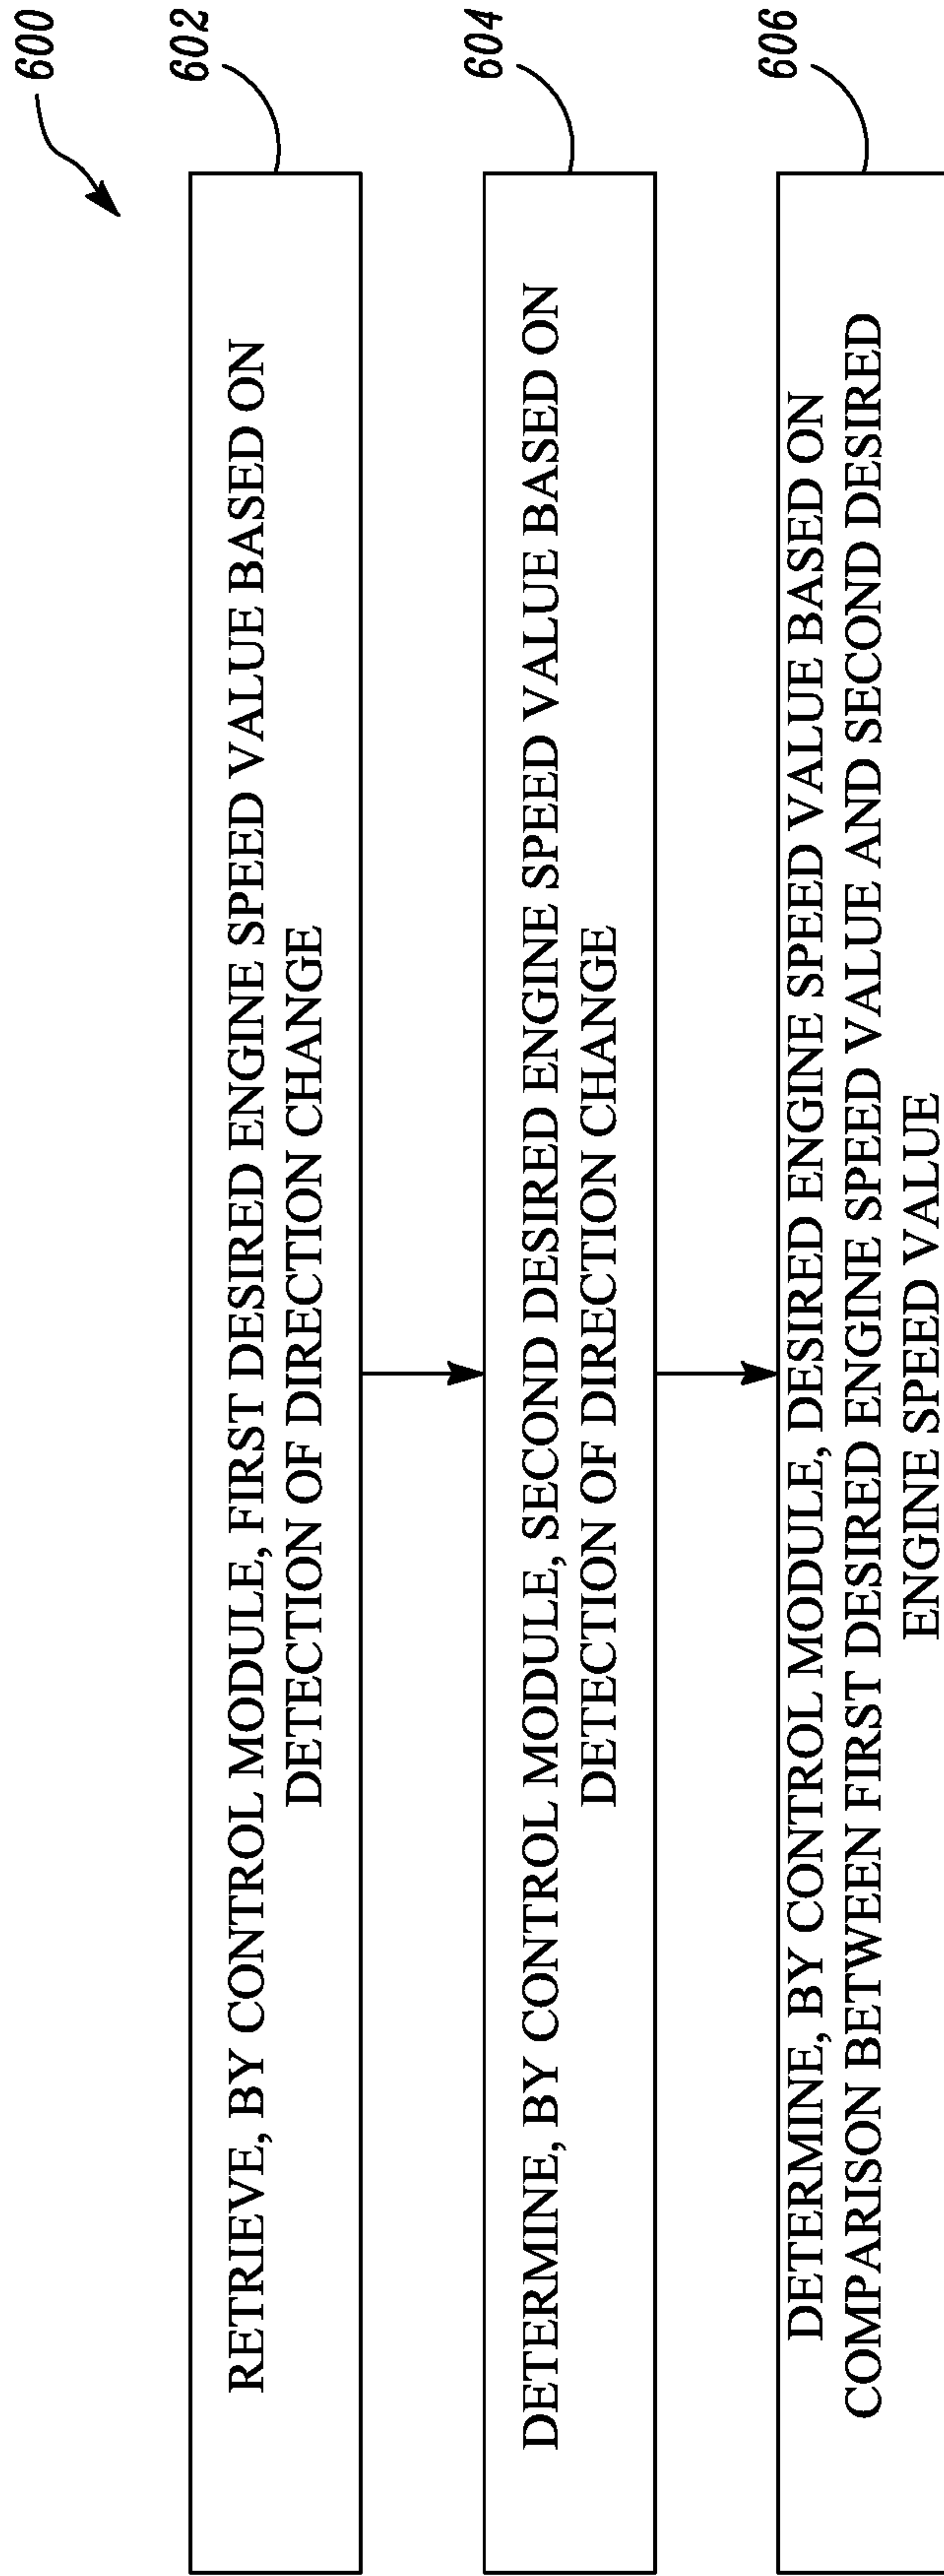 600
602
RETRIEVE, BY CONTROL MODULE, FIRST DESIRED ENGINE SPEED VALUE BASED ON
DETECTION OF DIRECTION CHANGE
604
DETERMINE, BY CONTROL MODULE, SECOND DESIRED ENGINE SPEED VALUE BASED ON
DETECTION OF DIRECTION CHANGE
606
DETERMINE, BY CONTROL MODULE, DESIRED ENGINE SPEED VALUE BASED ON
COMPARISON BETWEEN FIRST DESIRED ENGINE SPEED VALUE AND SECOND DESIRED
ENGINE SPEED VALUE